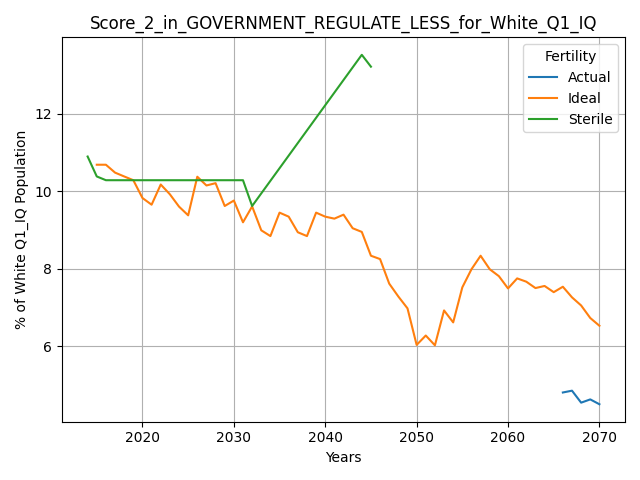 Score_2_in_GOVERNMENT_REGULATE_LESS_for_White_Q1_IQ
Fertility
Actual
Ideal
Sterile
% of White Q1_IQ Population
12
10
8
6
2020 2030 2040 2050 2060 2070
Years